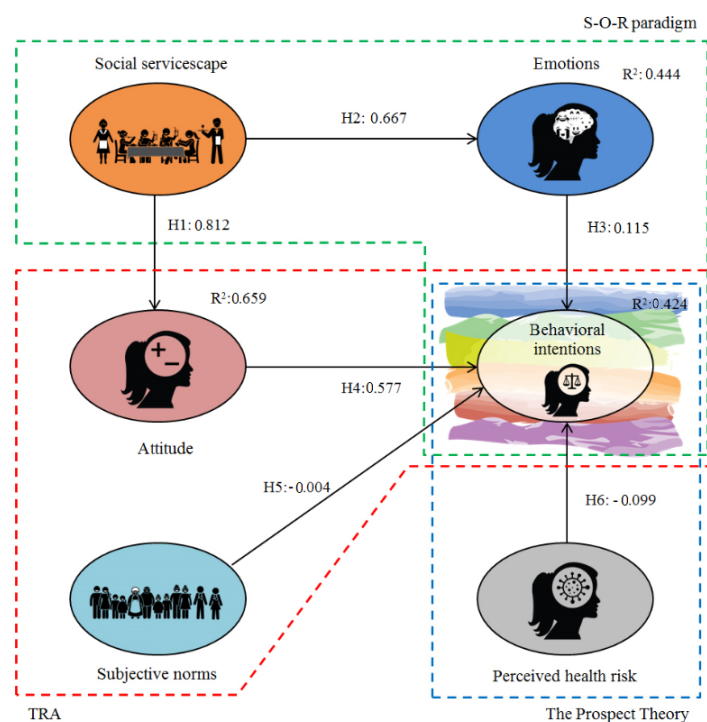 S-O-R paradigm
Social servicescape
Emotions
R²: 0.444
H2: 0.667
H1: 0.812
H3: 0.115
R²:0.659
R²:0.424
Behavioral
intentions
+
−
H4:0.577
Attitude
H5:-0.004
H6: -0.099
Subjective norms
Perceived health risk
TRA
The Prospect Theory